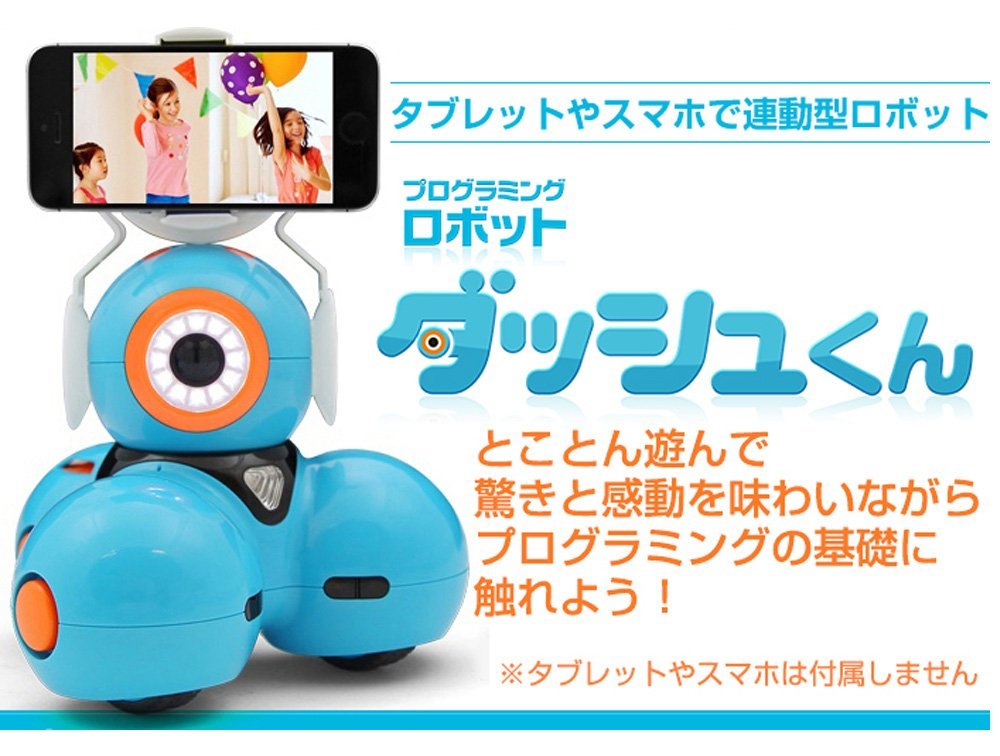 タブレットやスマホで連動型ロボット
プログラミング
ロボット
ダッシュくん
とことん遊んで
驚きと感動を味わいながら
プログラミングの基礎に
触れよう！
※タブレットやスマホは付属しません